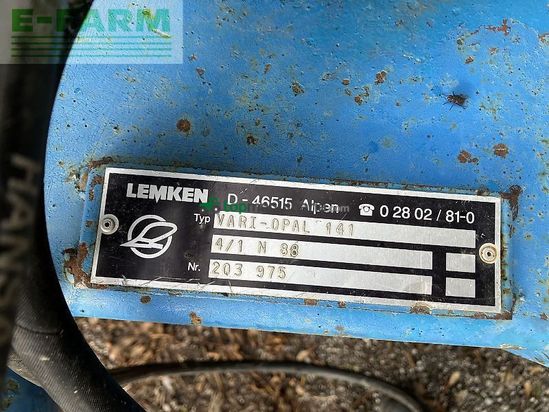 E-FARM
LEMKEN D-46515 Alpen ☎ 0 28 02 / 81-0
Typ VARI-OPAL 141
4/1 N 88
Nr. 203 975